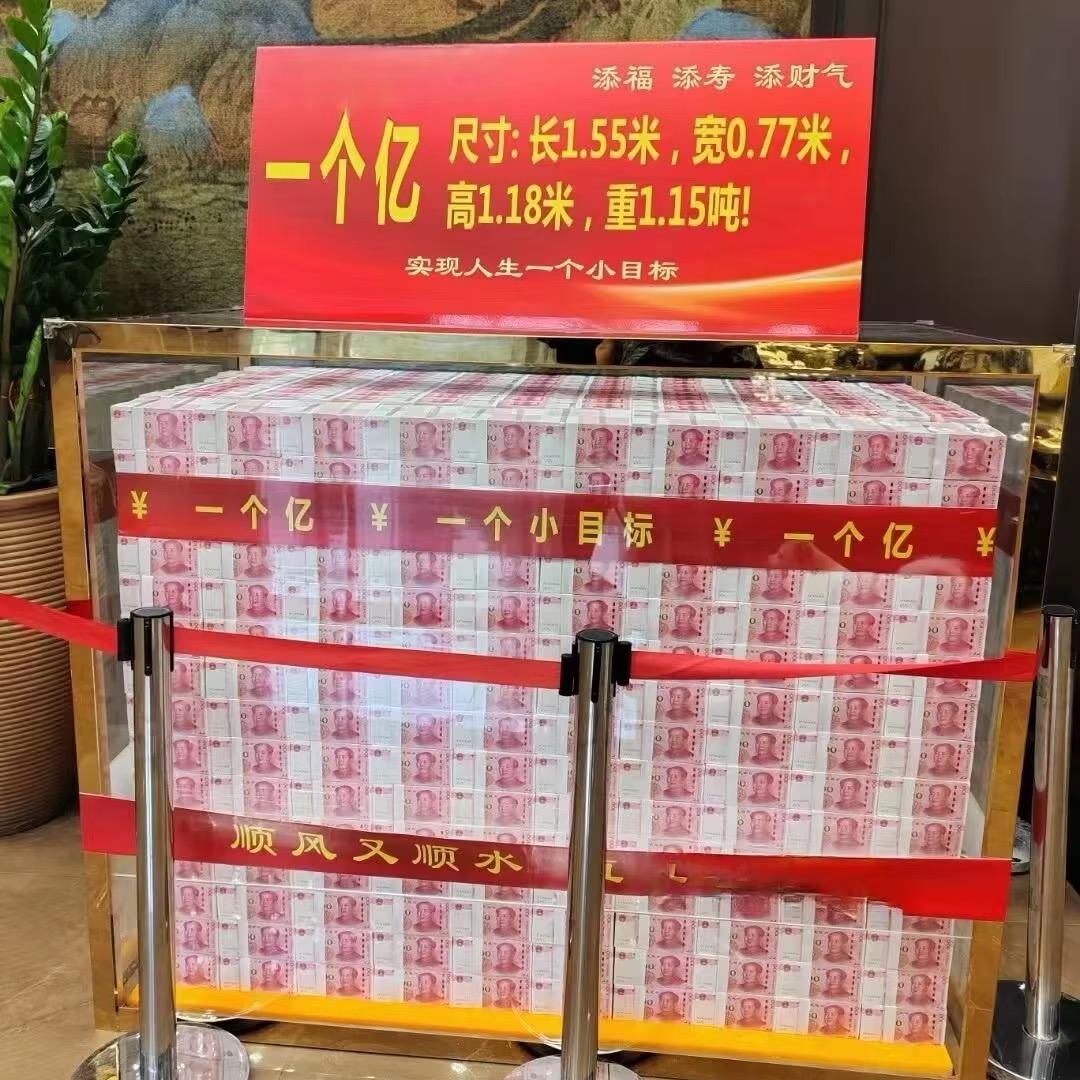 添福 添寿 添财气
一个亿
尺寸: 长1.55米，宽0.77米，
高1.18米，重1.15吨!
实现人生一个小目标
¥ 一个亿 ¥ 一个小目标 ¥ 一个亿 ¥
顺风又顺水